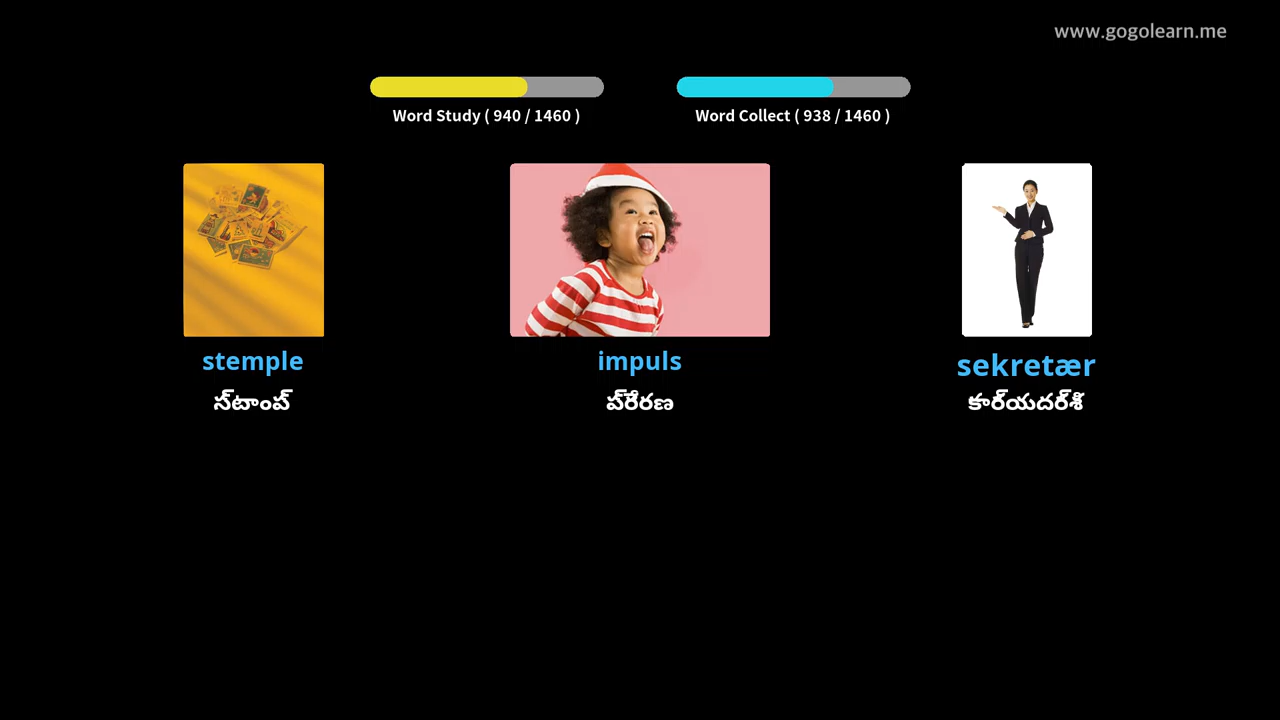 www.gogolearn.me
Word Study ( 940 / 1460 )
Word Collect ( 938 / 1460 )
stemple
impuls
sekretær
స్టాంప్
ప్రేరణ
కార్యదర్శి